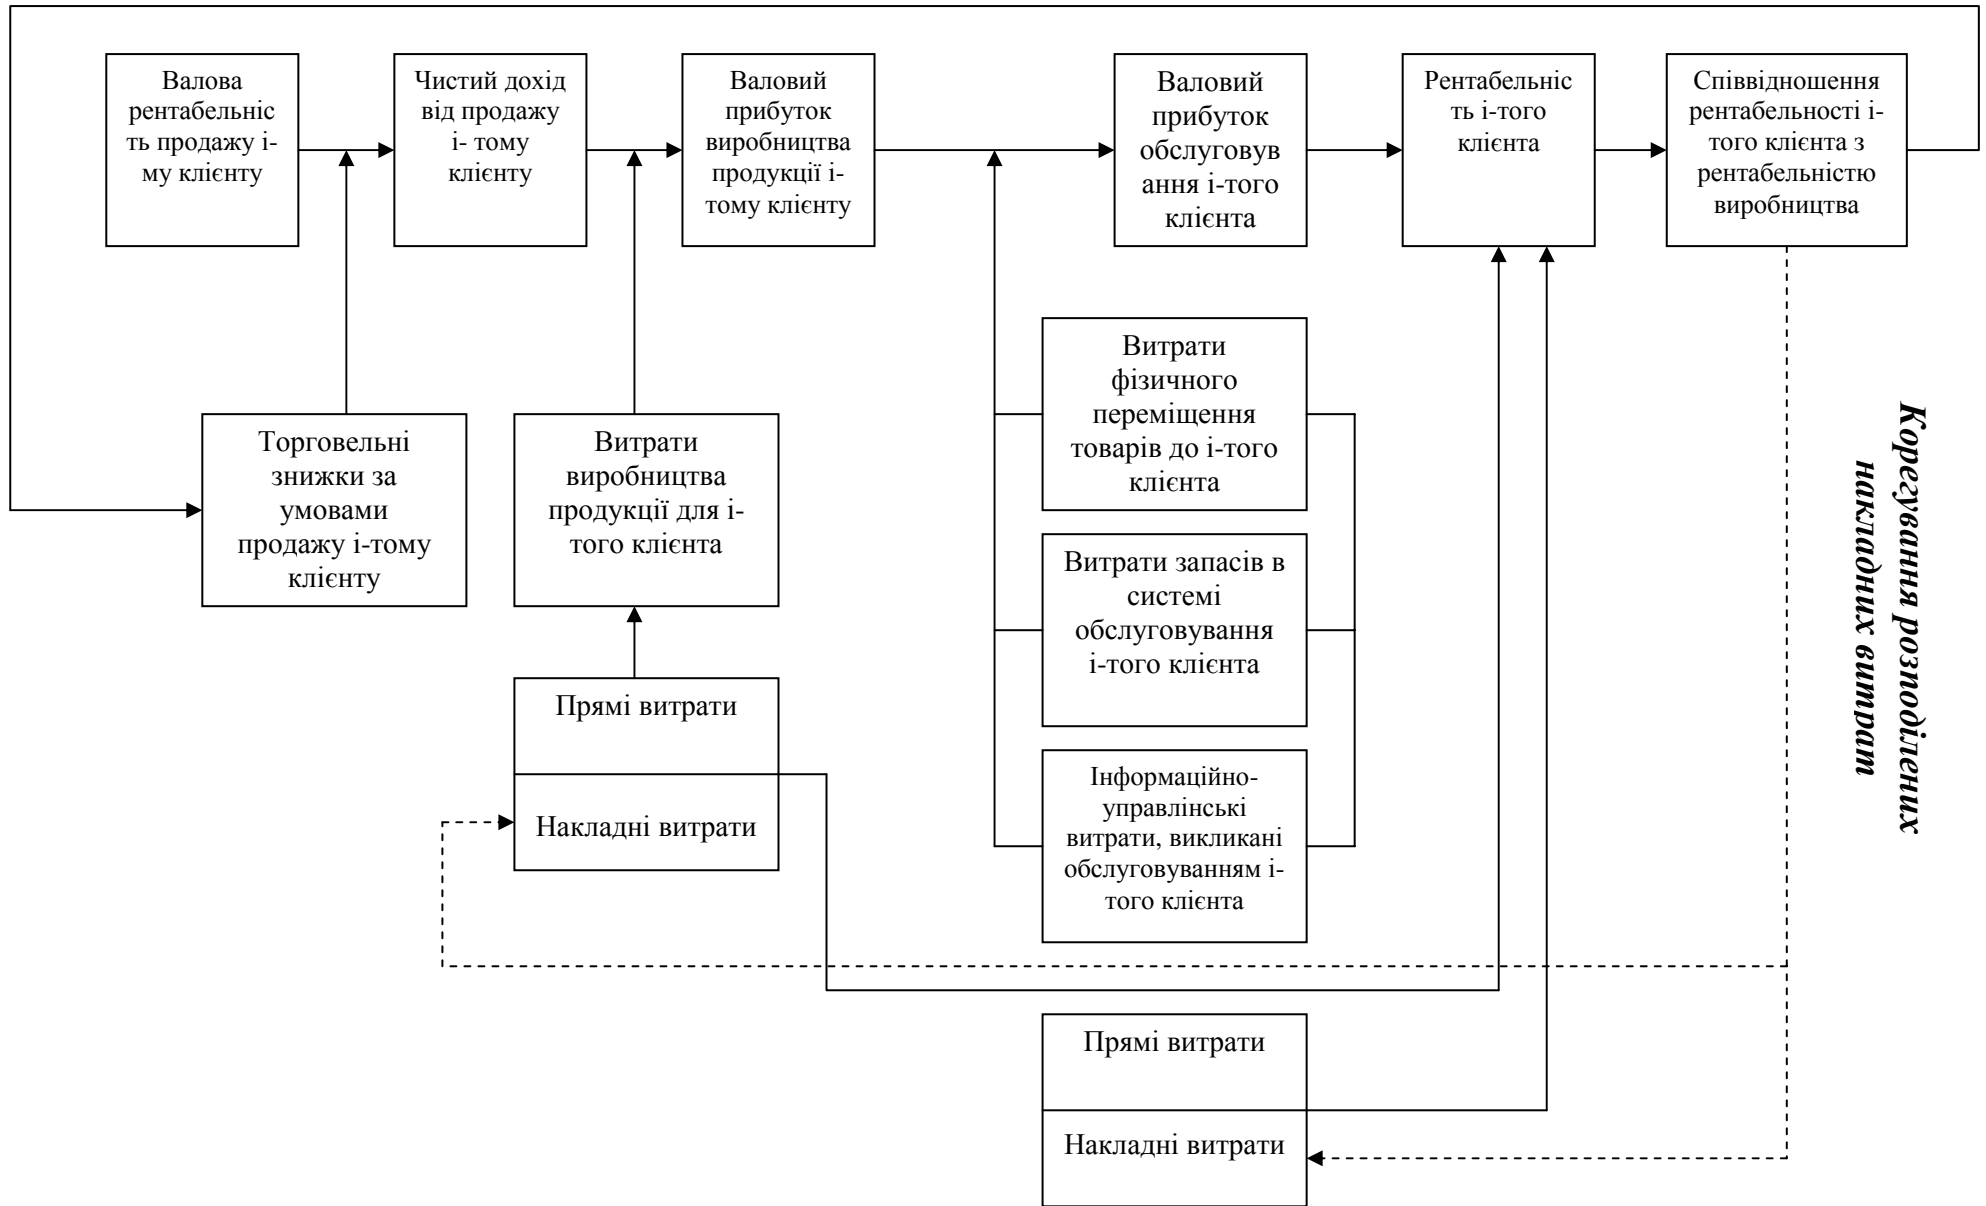 Валова
рентабельніс
ть продажу і-
му клієнту
Чистий дохід
від продажу
і- тому
клієнту
Валовий
прибуток
виробництва
продукції і-
тому клієнту
Валовий
прибуток
обслуговув
ання і-того
клієнта
Рентабельніс
ть і-того
клієнта
Співвідношення
рентабельності і-
того клієнта з
рентабельністю
виробництва
Торговельні
знижки за
умовами
продажу і-тому
клієнту
Витрати
виробництва
продукції для і-
того клієнта
Витрати
фізичного
переміщення
товарів до і-того
клієнта
Витрати запасів в
системі
обслуговування
і-того клієнта
Інформаційно-
управлінські
витрати, викликані
обслуговуванням і-
того клієнта
Прямі витрати
Накладні витрати
Прямі витрати
Накладні витрати
Корегування розподілених
накладних витрат